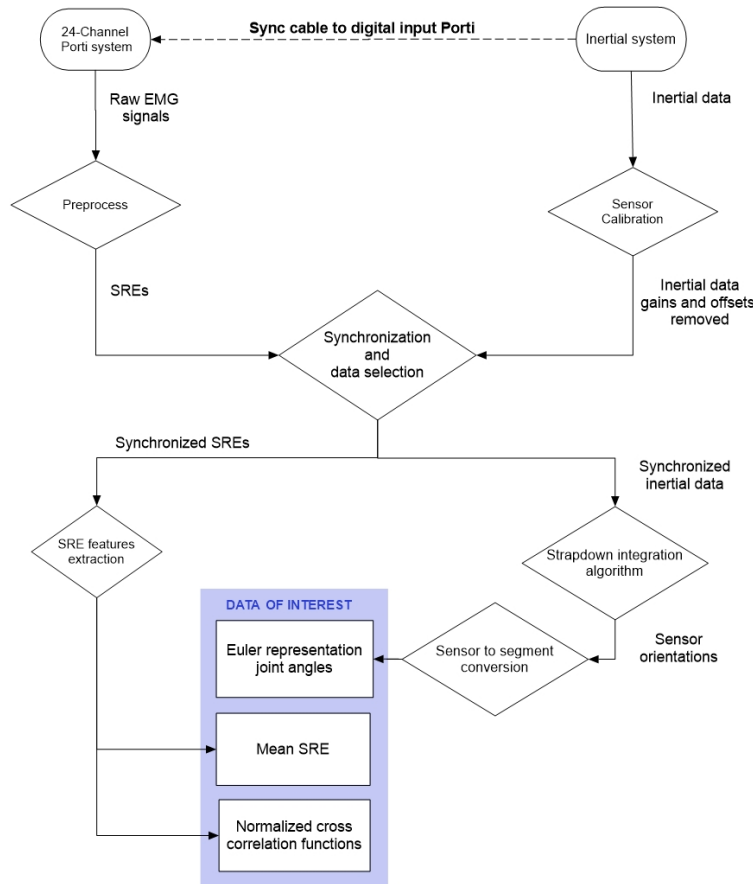 Sync cable to digital input Porti
24-Channel
Porti system
Inertial system
Raw EMG
signals
Inertial data
Preprocess
Sensor
Calibration
SREs
Inertial data
gains and offsets
removed
Synchronization
and
data selection
Synchronized SREs
Synchronized
inertial data
SRE features
extraction
Strapdown integration
algorithm
DATA OF INTEREST
Euler representation
joint angles
Sensor to segment
conversion
Sensor
orientations
Mean SRE
Normalized cross
correlation functions